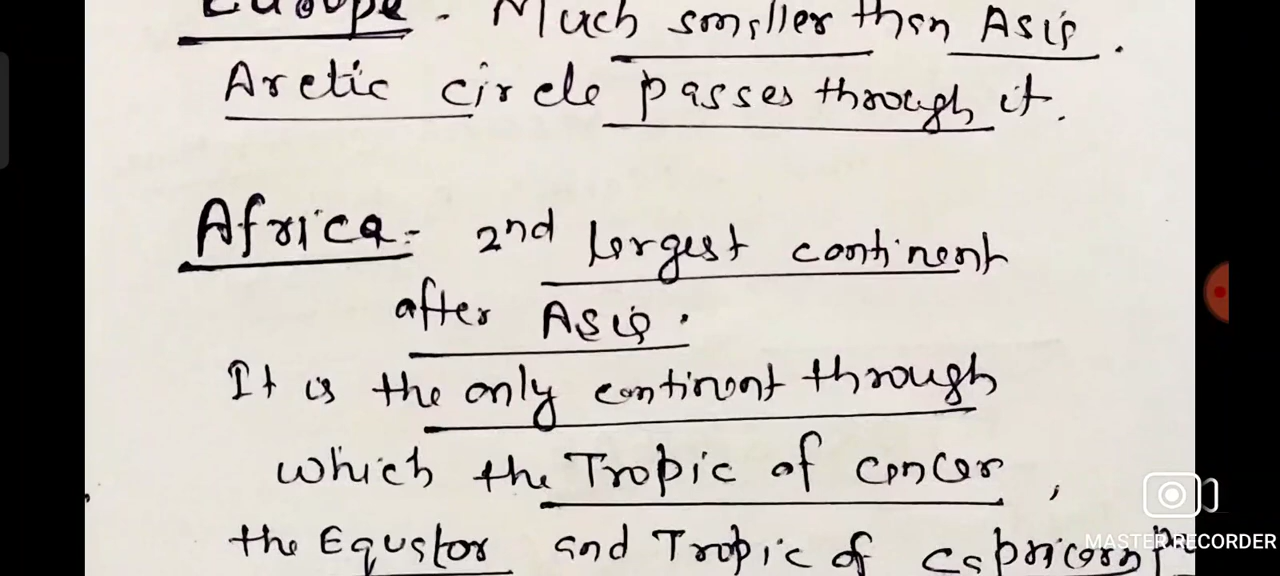 Europe - Much smaller than Asia.
Arctic circle passes through it.
Africa - 2nd largest continent
after Asia.
It is the only continent through
which the Tropic of cancer,
the Equator and Tropic of capricorn
MASTER RECORDER